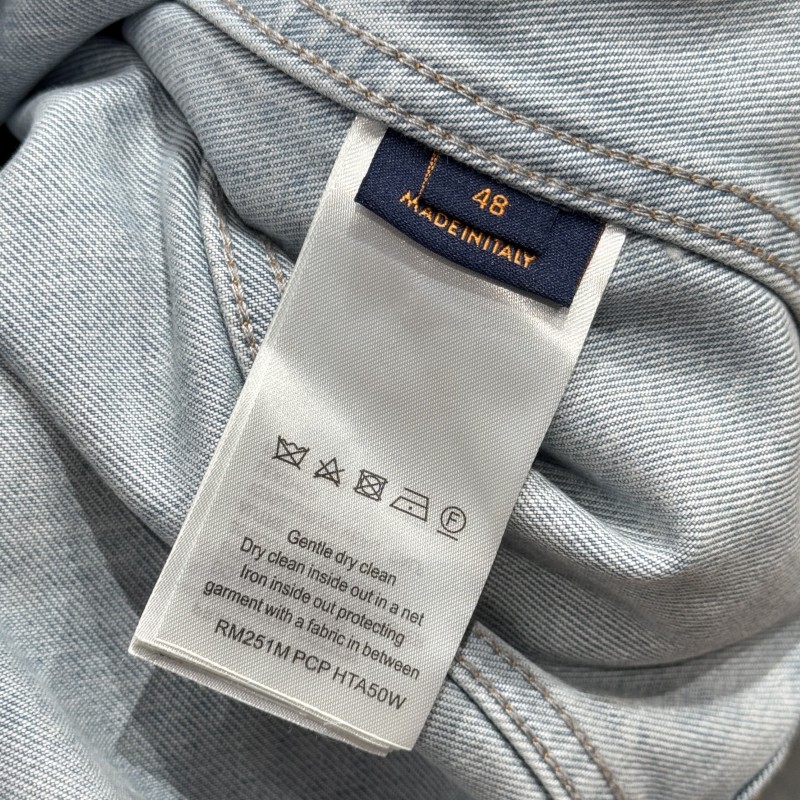 48
MADE IN ITALY
F
Gentle dry clean
Dry clean inside out in a net
Iron inside out protecting
garment with a fabric in between
RM251M PCP HTA50W